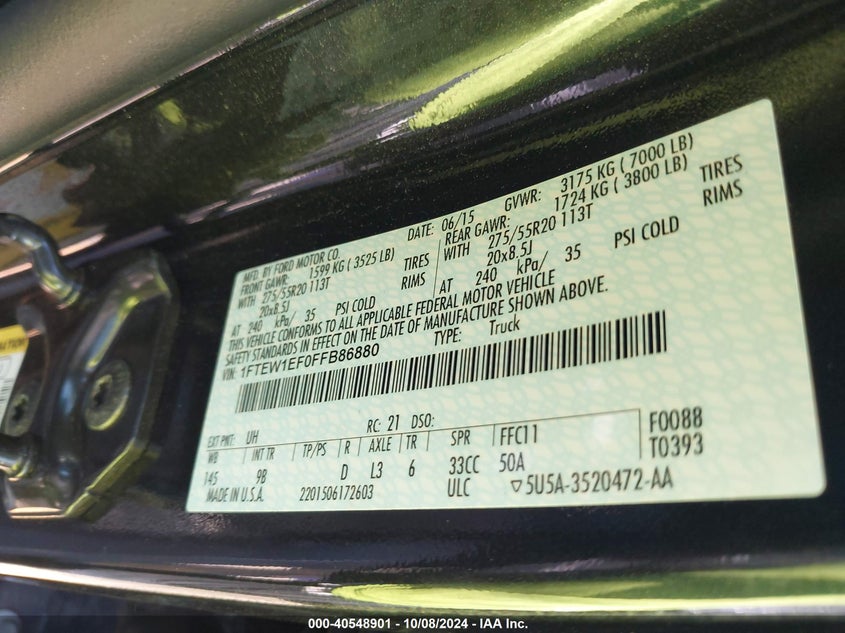 MFD. BY FORD MOTOR CO.
DATE: 06/15
GVWR: 3175 KG ( 7000 LB)
FRONT GAWR: 1599 KG ( 3525 LB)
REAR GAWR: 1724 KG ( 3800 LB)
WITH 275/55R20 113T TIRES
WITH 275/55R20 113T TIRES
20x8.5J RIMS
20x8.5J RIMS
AT 240 kPa/ 35 PSI COLD
AT 240 kPa/ 35 PSI COLD
THIS VEHICLE CONFORMS TO ALL APPLICABLE FEDERAL MOTOR VEHICLE
SAFETY STANDARDS IN EFFECT ON THE DATE OF MANUFACTURE SHOWN ABOVE.
VIN: 1FTEW1EF0FFB86880
TYPE: Truck
EXT PNT: UH RC: 21 DSO:
WB INT TR TP/PS R AXLE TR SPR FFC11 F0088
145 9B D L3 6 33CC 50A T0393
MADE IN U.S.A. 2201506172603 ULC ▽5U5A-3520472-AA
000-40548901 - 10/08/2024 - IAA Inc.